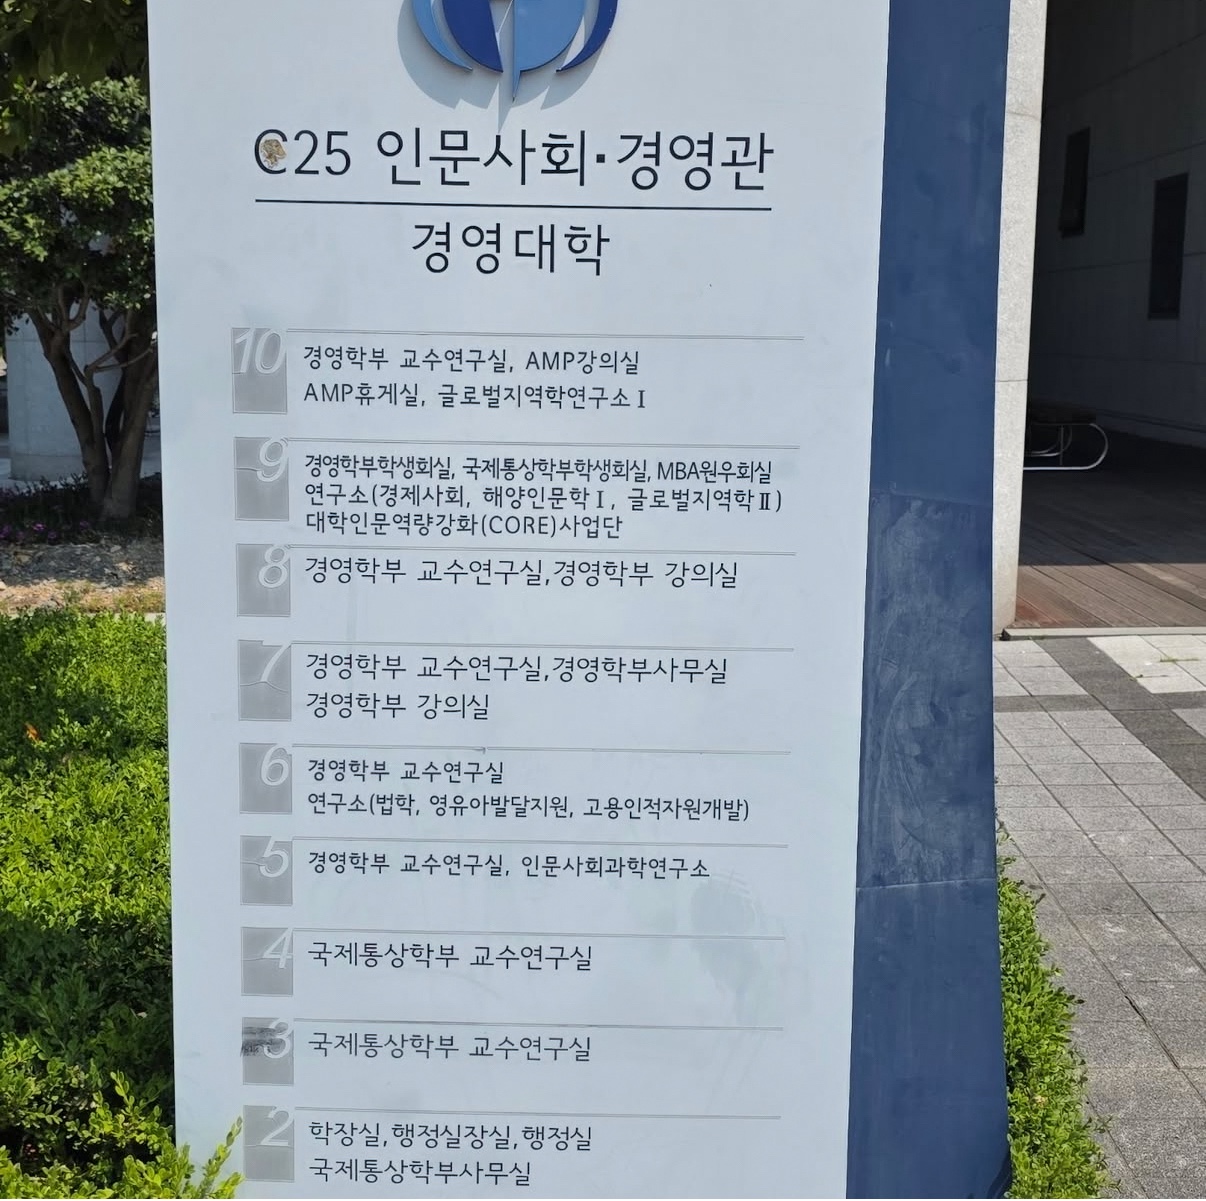 C25 인문사회·경영관
경영대학
10
경영학부 교수연구실, AMP강의실
AMP휴게실, 글로벌지역학연구소Ⅰ
9
경영학부학생회실, 국제통상학부학생회실, MBA원우회실
연구소(경제사회, 해양인문학Ⅰ, 글로벌지역학Ⅱ)
대학인문역량강화(CORE)사업단
8
경영학부 교수연구실,경영학부 강의실
7
경영학부 교수연구실,경영학부사무실
경영학부 강의실
6
경영학부 교수연구실
연구소(법학, 영유아발달지원, 고용인적자원개발)
5
경영학부 교수연구실, 인문사회과학연구소
4
국제통상학부 교수연구실
3
국제통상학부 교수연구실
2
학장실,행정실장실,행정실
국제통상학부사무실